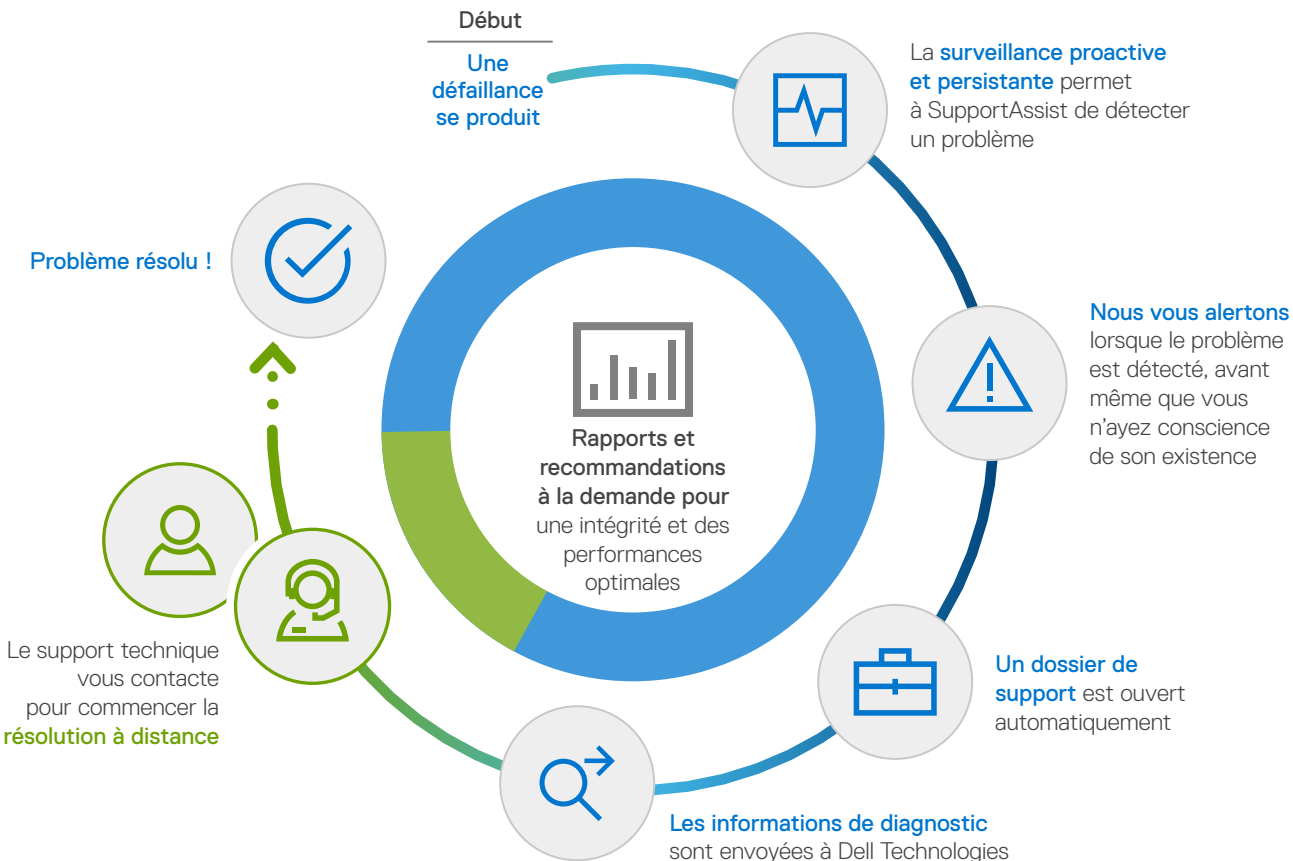 Début
Une
défaillance
se produit
La surveillance proactive
et persistante permet
à SupportAssist de détecter
un problème
Nous vous alertons
lorsque le problème
est détecté, avant
même que vous
n’ayez conscience
de son existence
Un dossier de
support est ouvert
automatiquement
Les informations de diagnostic
sont envoyées à Dell Technologies
Le support technique
vous contacte
pour commencer la
résolution à distance
Problème résolu !
Rapports et
recommandations
à la demande pour
une intégrité et des
performances
optimales